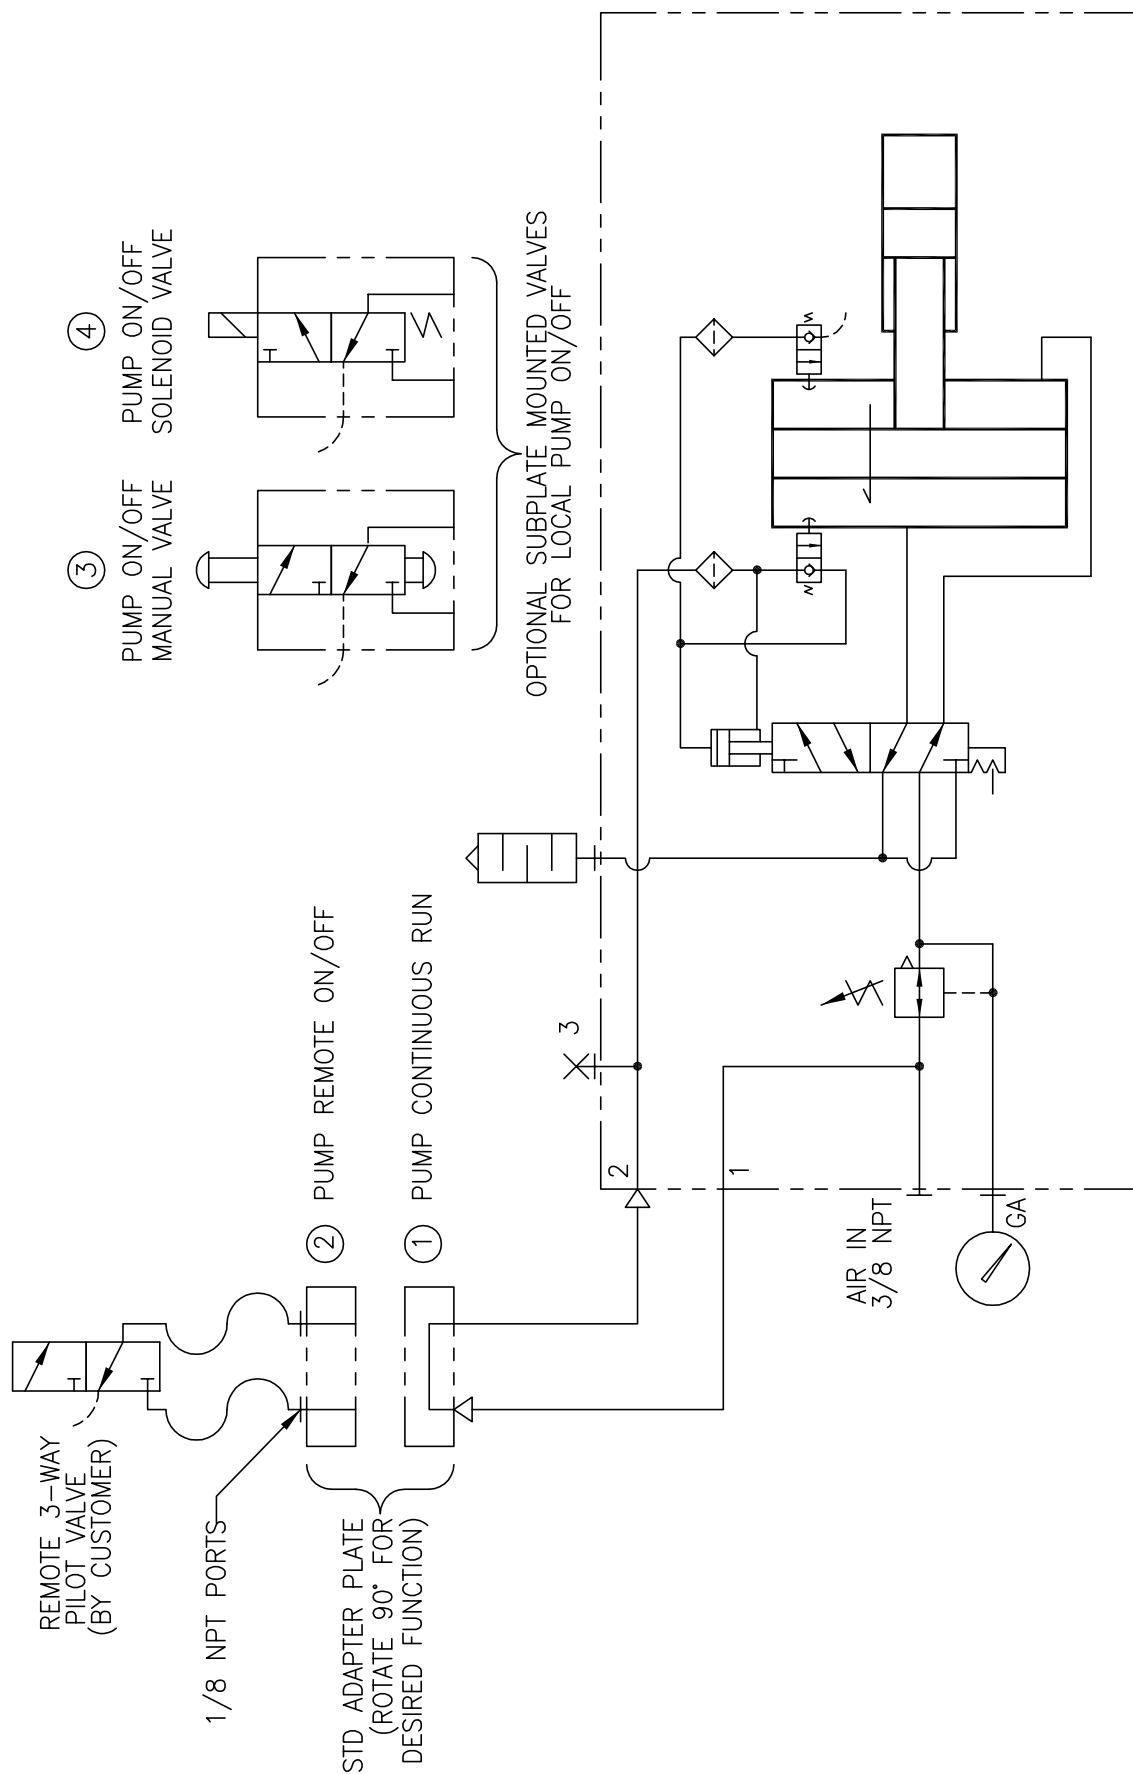 REMOTE 3-WAY
PILOT VALVE
(BY CUSTOMER)
1/8 NPT PORTS
STD ADAPTER PLATE
(ROTATE 90° FOR
DESIRED FUNCTION)
2 PUMP REMOTE ON/OFF
1 PUMP CONTINUOUS RUN
3
PUMP ON/OFF
MANUAL VALVE
4
PUMP ON/OFF
SOLENOID VALVE
OPTIONAL SUBPLATE MOUNTED VALVES
FOR LOCAL PUMP ON/OFF
3
2
1
AIR IN
3/8 NPT
GA